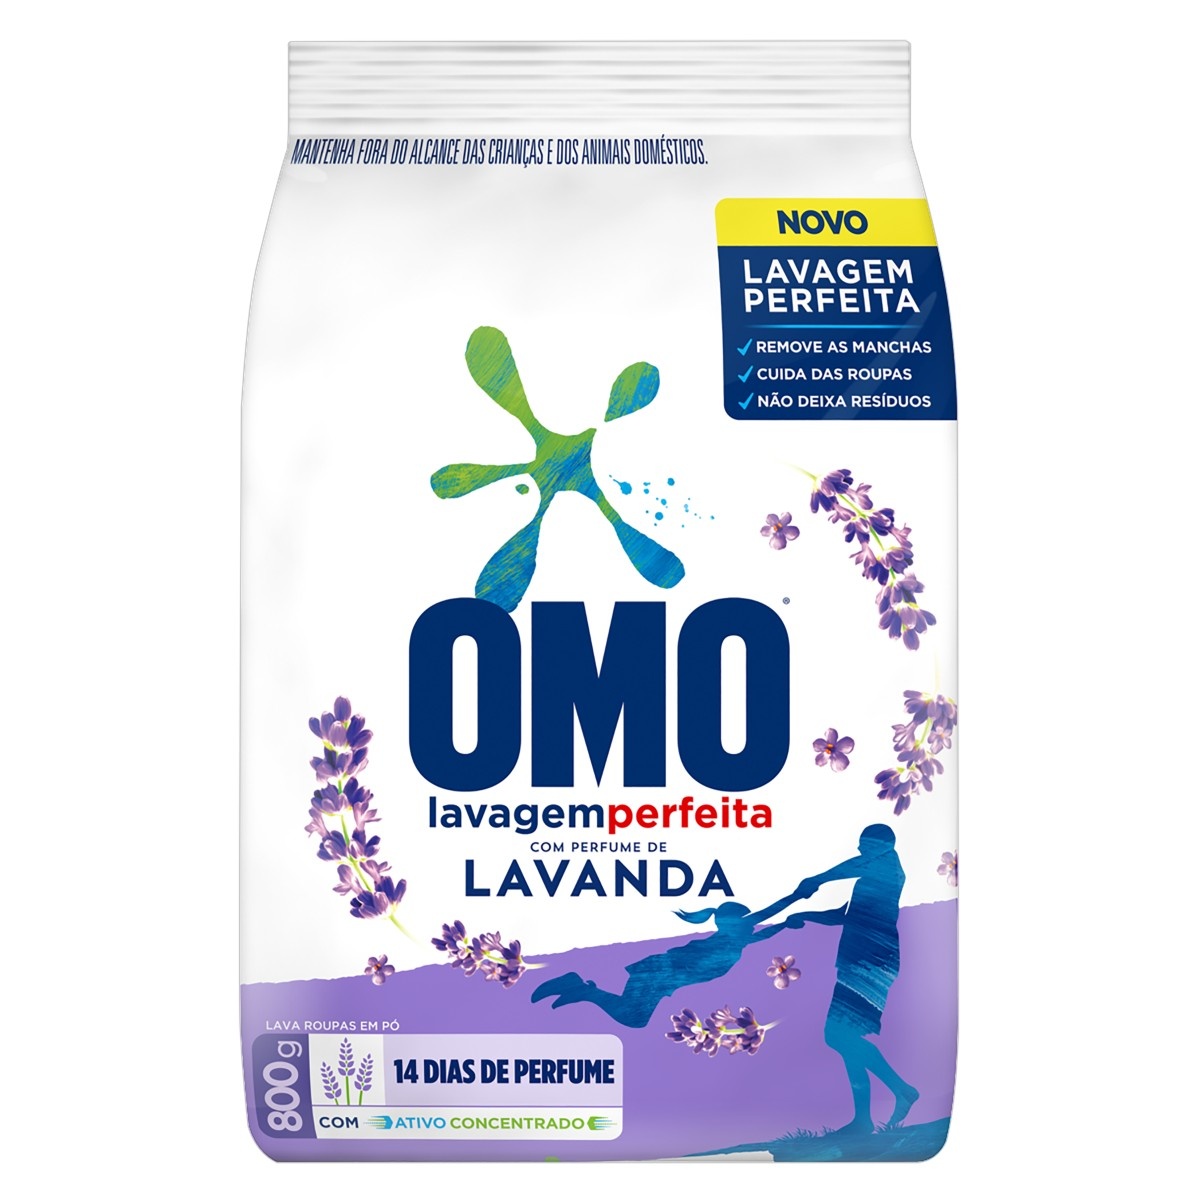 MANTENHA FORA DO ALCANCE DAS CRIANÇAS E DOS ANIMAIS DOMÉSTICOS.
NOVO
LAVAGEM
PERFEITA
REMOVE AS MANCHAS
CUIDA DAS ROUPAS
NÃO DEIXA RESÍDUOS
OMO®
lavagemperfeita
COM PERFUME DE
LAVANDA
LAVA ROUPAS EM PÓ
800g
14 DIAS DE PERFUME
COM ATIVO CONCENTRADO